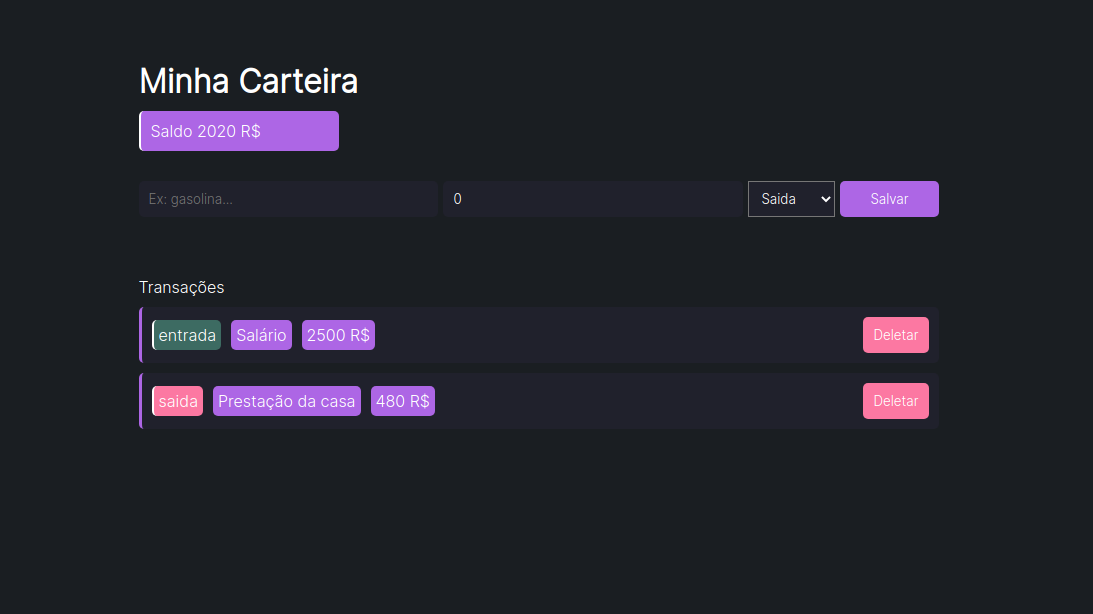 Minha Carteira
Saldo 2020 R$
Ex: gasolina... 0 Saida Salvar
Transações
entrada Salário 2500 R$ Deletar
saida Prestação da casa 480 R$ Deletar